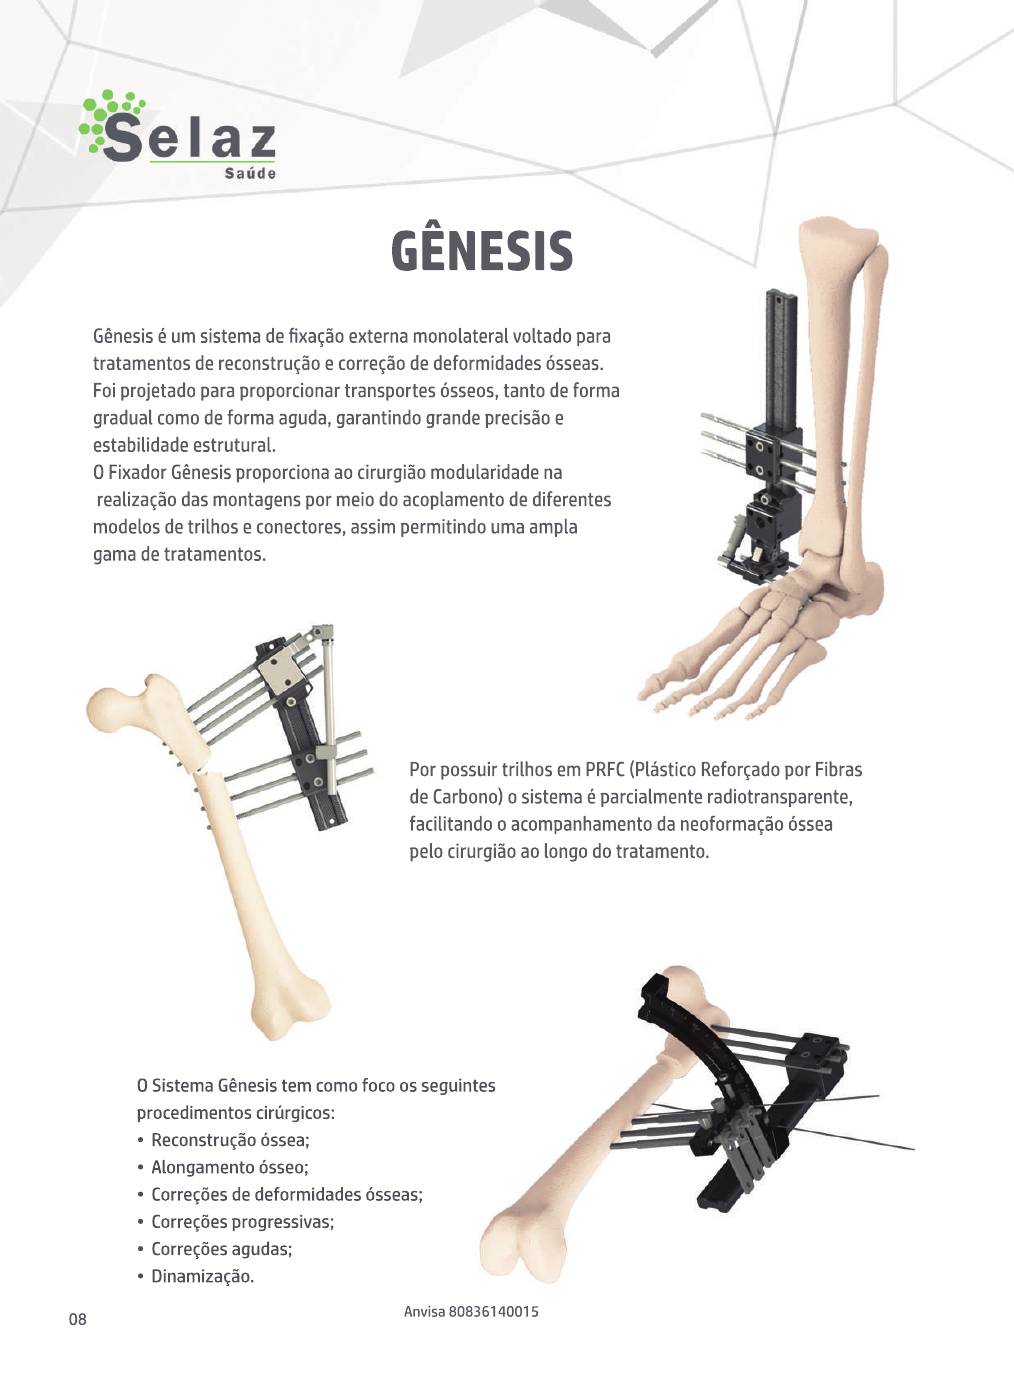 Selaz
Saúde
GÊNESIS
Gênesis é um sistema de fixação externa monolateral voltado para
tratamentos de reconstrução e correção de deformidades ósseas.
Foi projetado para proporcionar transportes ósseos, tanto de forma
gradual como de forma aguda, garantindo grande precisão e
estabilidade estrutural.
O Fixador Gênesis proporciona ao cirurgião modularidade na
realização das montagens por meio do acoplamento de diferentes
modelos de trilhos e conectores, assim permitindo uma ampla
gama de tratamentos.
Por possuir trilhos em PRFC (Plástico Reforçado por Fibras
de Carbono) o sistema é parcialmente radiotransparente,
facilitando o acompanhamento da neoformação óssea
pelo cirurgião ao longo do tratamento.
O Sistema Gênesis tem como foco os seguintes
procedimentos cirúrgicos:
• Reconstrução óssea;
• Alongamento ósseo;
• Correções de deformidades ósseas;
• Correções progressivas;
• Correções agudas;
• Dinamização.
Anvisa 80836140015
08